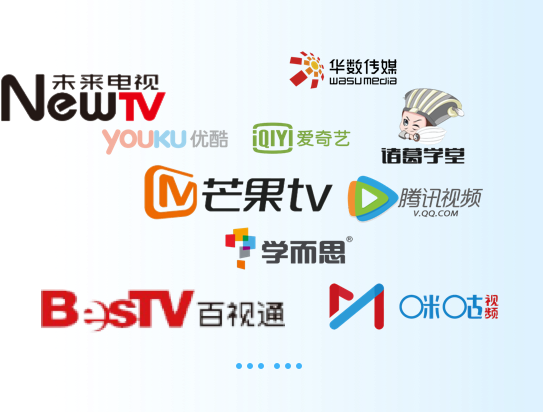 华数传媒
wasu media
未来电视
NewTV
YOUKU 优酷
iQIYI 爱奇艺
诸葛学堂
芒果tv
腾讯视频
V.QQ.COM
学而思®
BesTV 百视通
咪咕视频